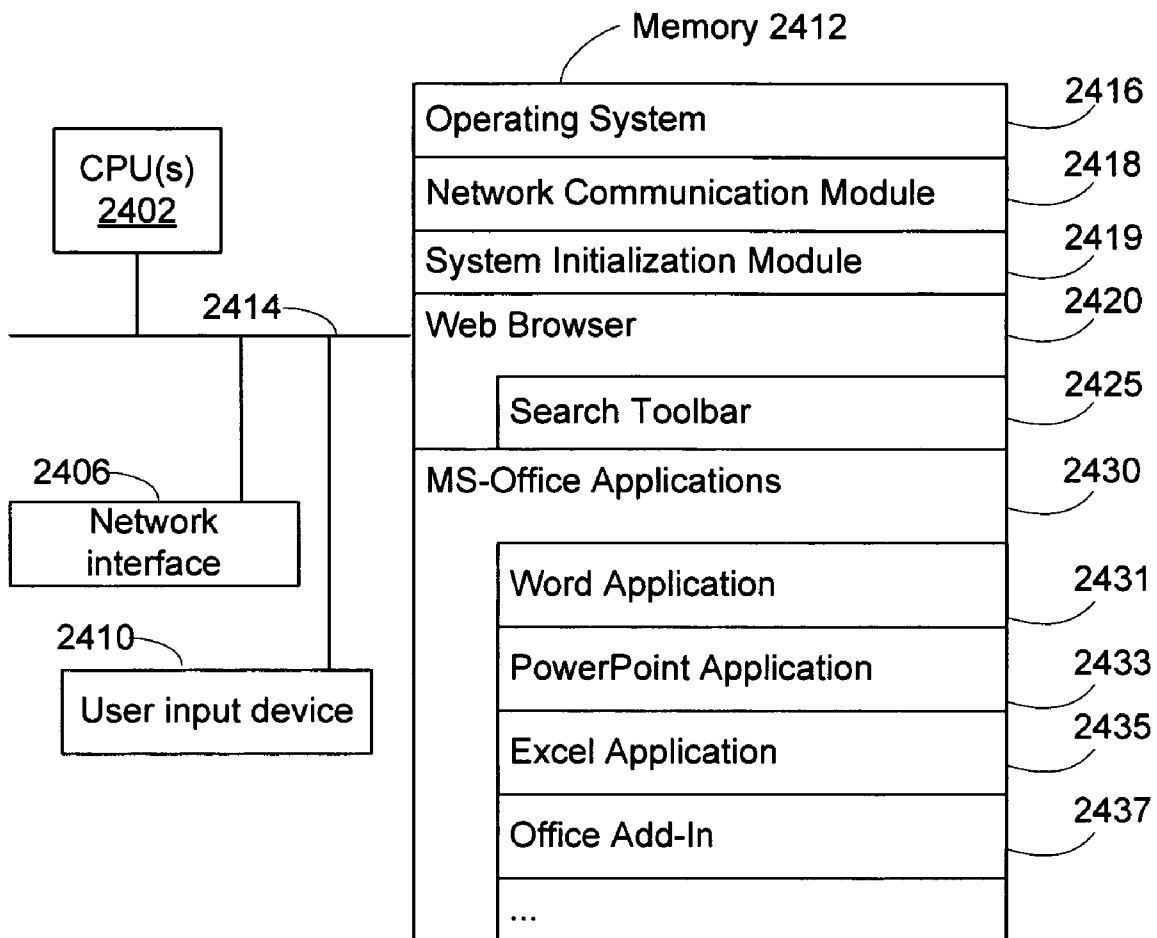 Memory 2412
Operating System
2416
CPU(s)
2402
Network Communication Module
2418
System Initialization Module
2419
2414
Web Browser
2420
Search Toolbar
2425
2406
Network
interface
MS-Office Applications
2430
Word Application
2431
2410
User input device
PowerPoint Application
2433
Excel Application
2435
Office Add-In
2437
...